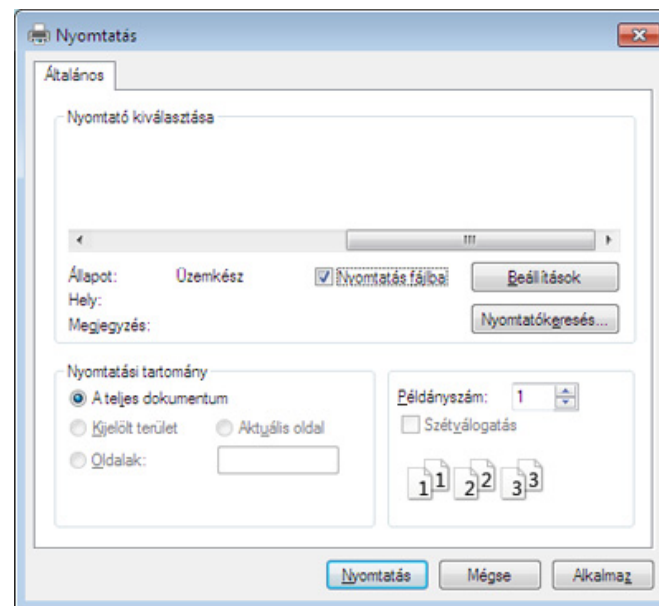 Nyomtatás
Általános
Nyomtató kiválasztása
Állapot: Üzemkész Nyomtatás fájlba Beállítások
Hely:
Megjegyzés: Nyomtatókeresés...
Nyomtatási tartomány
A teljes dokumentum
Kijelölt terület Aktuális oldal
Oldalak:
Példányszám: 1
Szétválogatás
1 1 2 2 3 3
Nyomtatás Mégse Alkalmaz